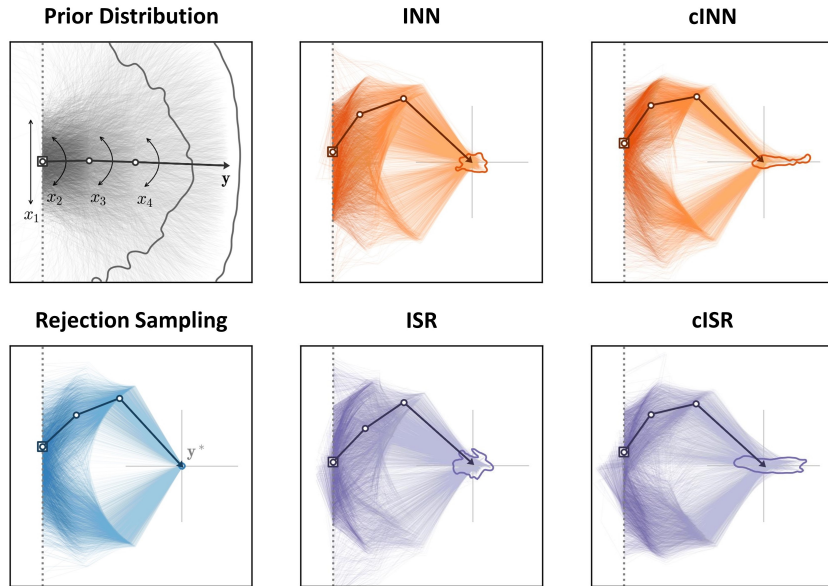 Prior Distribution
INN
cINN
y
x₂
x₃
x₄
x₁
Rejection Sampling
ISR
cISR
y*